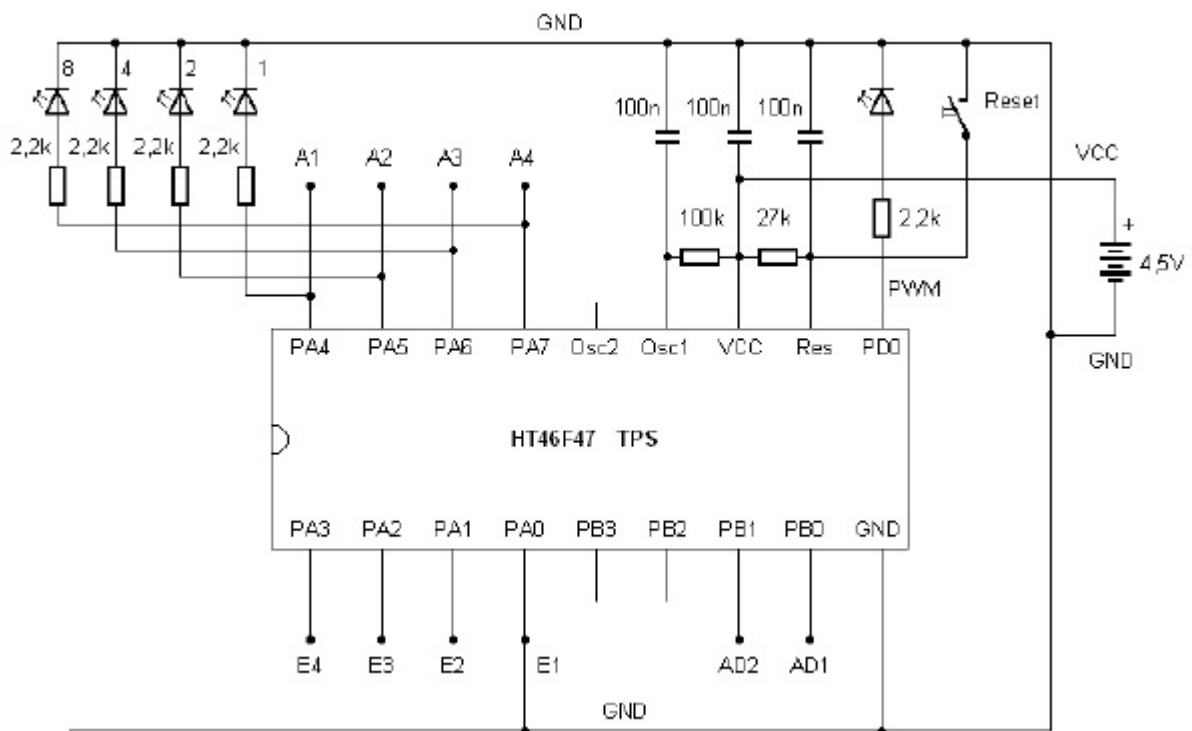 GND
8 4 2 1
100n 100n 100n
Reset
2,2k 2,2k 2,2k 2,2k
A1 A2 A3 A4
VCC
100k 27k 2,2k
+
4,5V
PWM
PA4 PA5 PA6 PA7 Osc2 Osc1 VCC Res PD0
GND
HT46F47 TPS
PA3 PA2 PA1 PA0 PB3 PB2 PB1 PB0 GND
E4 E3 E2 E1 AD2 AD1
GND